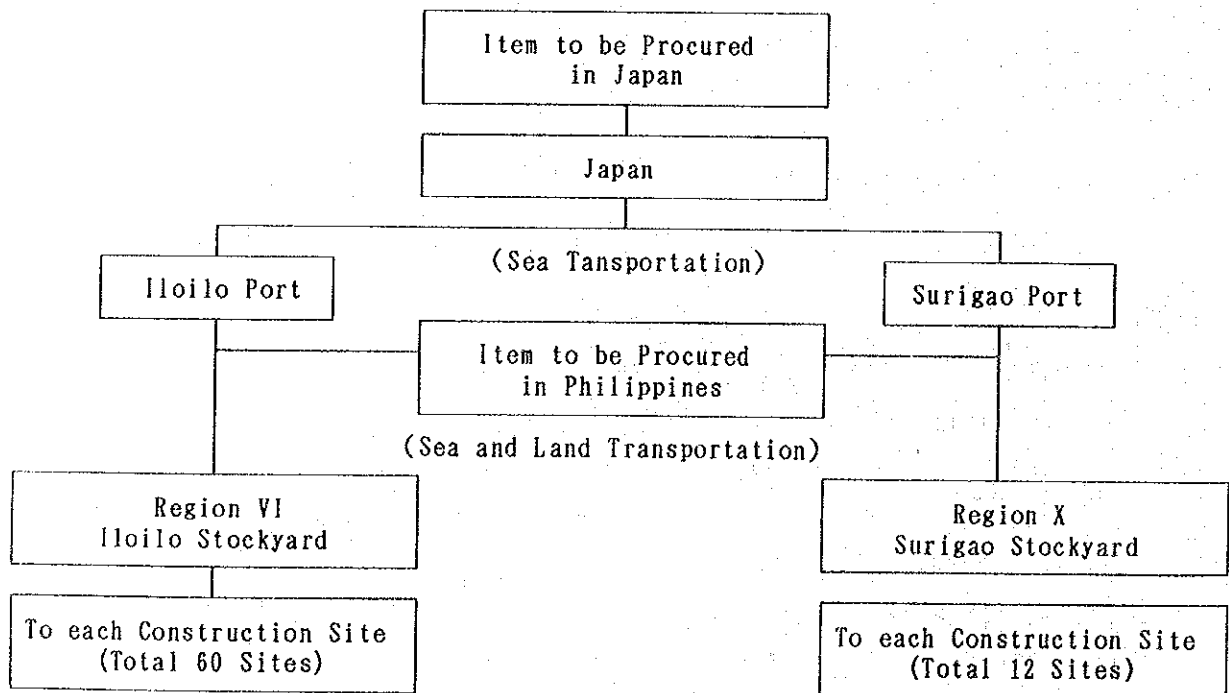 Item to be Procured
in Japan
Japan
(Sea Tansportation)
Iloilo Port
Surigao Port
Item to be Procured
in Philippines
(Sea and Land Transportation)
Region VI
Iloilo Stockyard
Region X
Surigao Stockyard
To each Construction Site
(Total 60 Sites)
To each Construction Site
(Total 12 Sites)